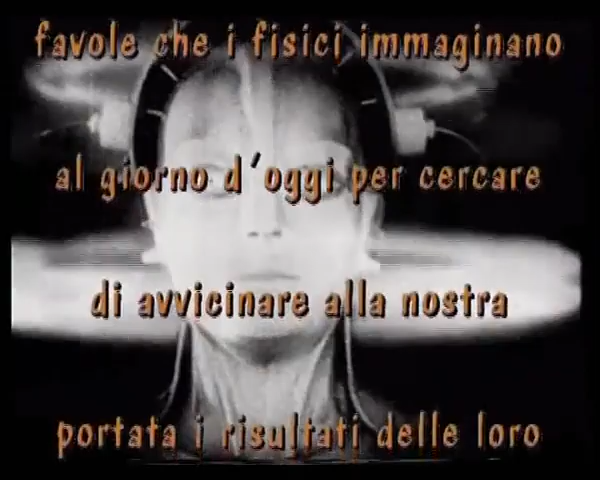 favole che i fisici immaginano
al giorno d'oggi per cercare
di avvicinare alla nostra
portata i risultati delle loro